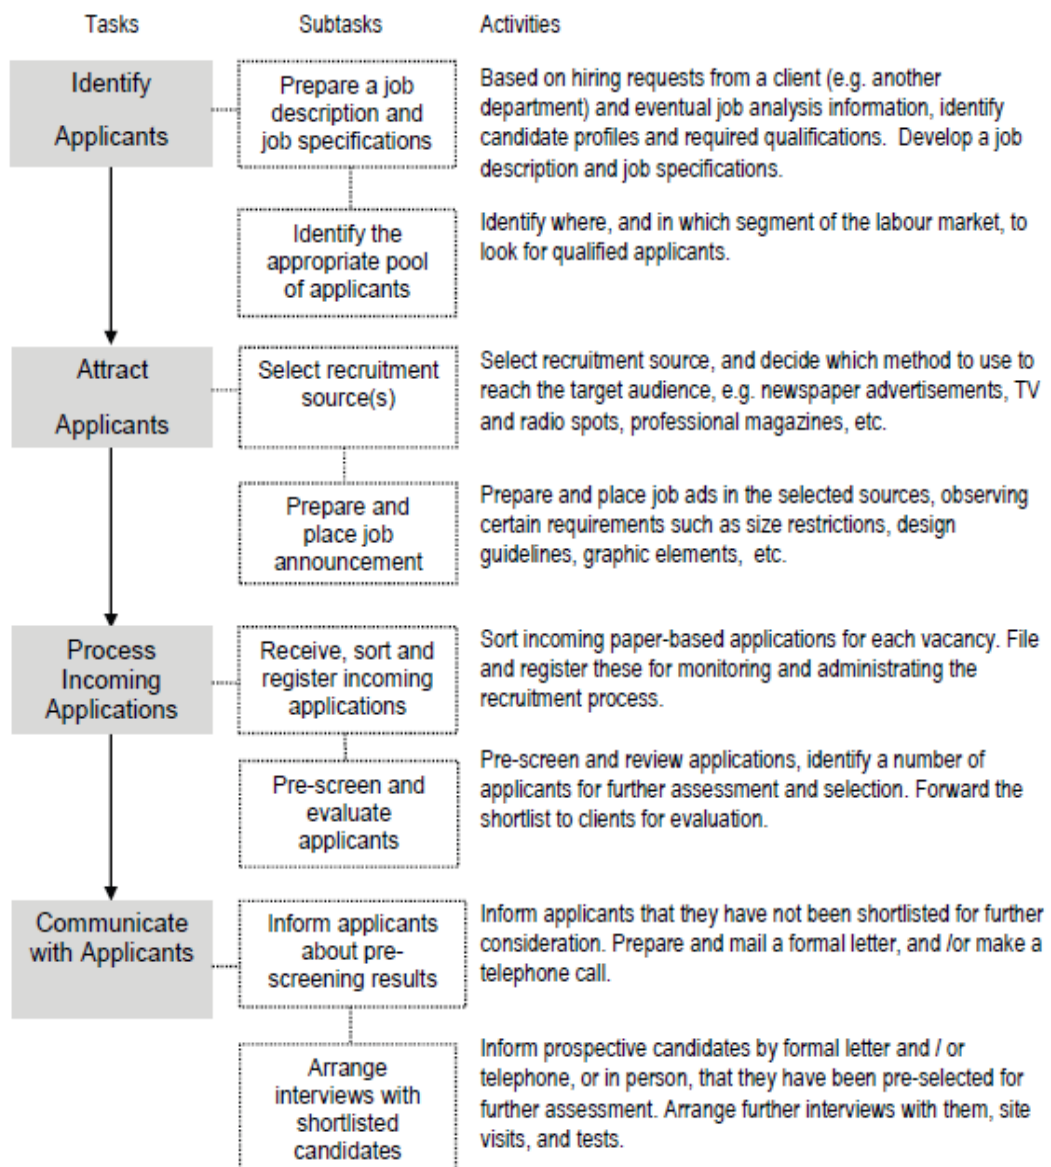 Tasks
Subtasks
Activities
Identify
Applicants
Prepare a job
description and
job specifications
Based on hiring requests from a client (e.g. another
department) and eventual job analysis information, identify
candidate profiles and required qualifications.  Develop a job
description and job specifications.
Identify the
appropriate pool
of applicants
Identify where, and in which segment of the labour market, to
look for qualified applicants.
Attract
Applicants
Select recruitment
source(s)
Select recruitment source, and decide which method to use to
reach the target audience, e.g. newspaper advertisements, TV
and radio spots, professional magazines, etc.
Prepare and
place job
announcement
Prepare and place job ads in the selected sources, observing
certain requirements such as size restrictions, design
guidelines, graphic elements,  etc.
Process
Incoming
Applications
Receive, sort and
register incoming
applications
Sort incoming paper-based applications for each vacancy. File
and register these for monitoring and administrating the
recruitment process.
Pre-screen and
evaluate
applicants
Pre-screen and review applications, identify a number of
applicants for further assessment and selection. Forward the
shortlist to clients for evaluation.
Communicate
with Applicants
Inform applicants
about pre-
screening results
Inform applicants that they have not been shortlisted for further
consideration. Prepare and mail a formal letter, and /or make a
telephone call.
Arrange
interviews with
shortlisted
candidates
Inform prospective candidates by formal letter and / or
telephone, or in person, that they have been pre-selected for
further assessment. Arrange further interviews with them, site
visits, and tests.